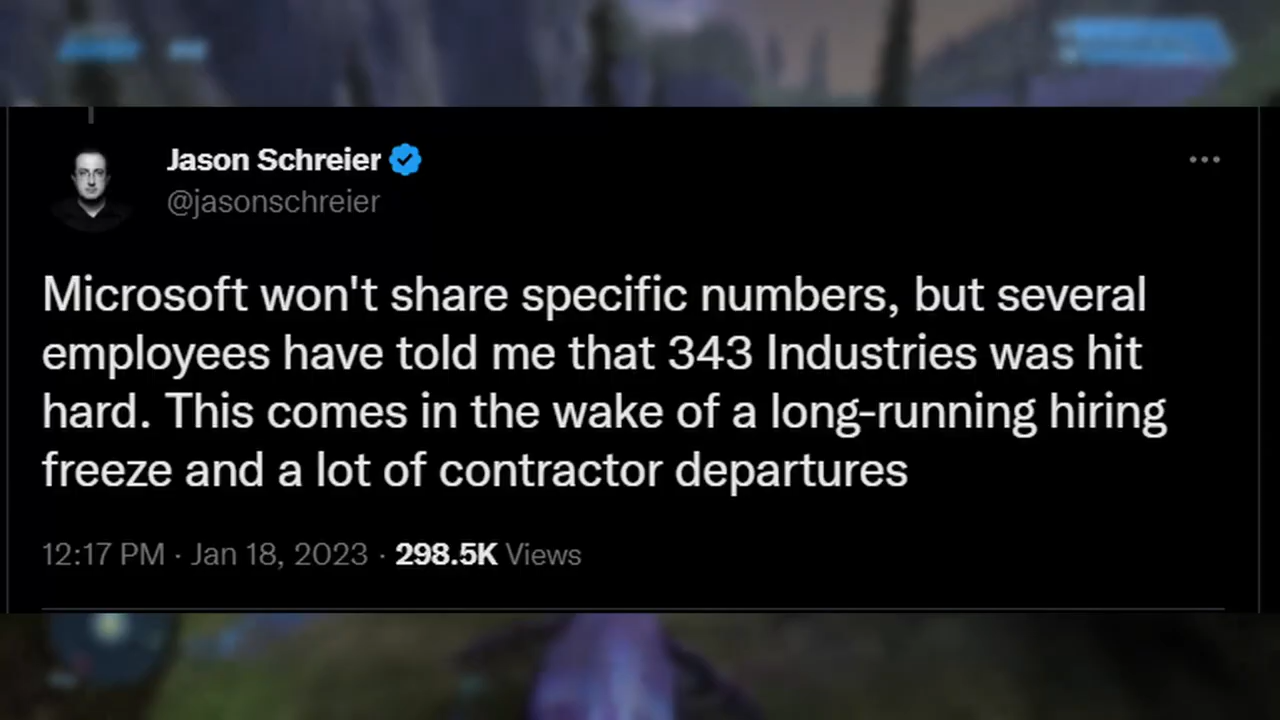 Jason Schreier
@jasonschreier
Microsoft won't share specific numbers, but several
employees have told me that 343 Industries was hit
hard. This comes in the wake of a long-running hiring
freeze and a lot of contractor departures
12:17 PM · Jan 18, 2023 · 298.5K Views